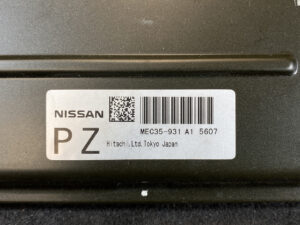 NISSAN
MEC35-931 A1 5607
PZ
Hitachi,Ltd.Tokyo Japan